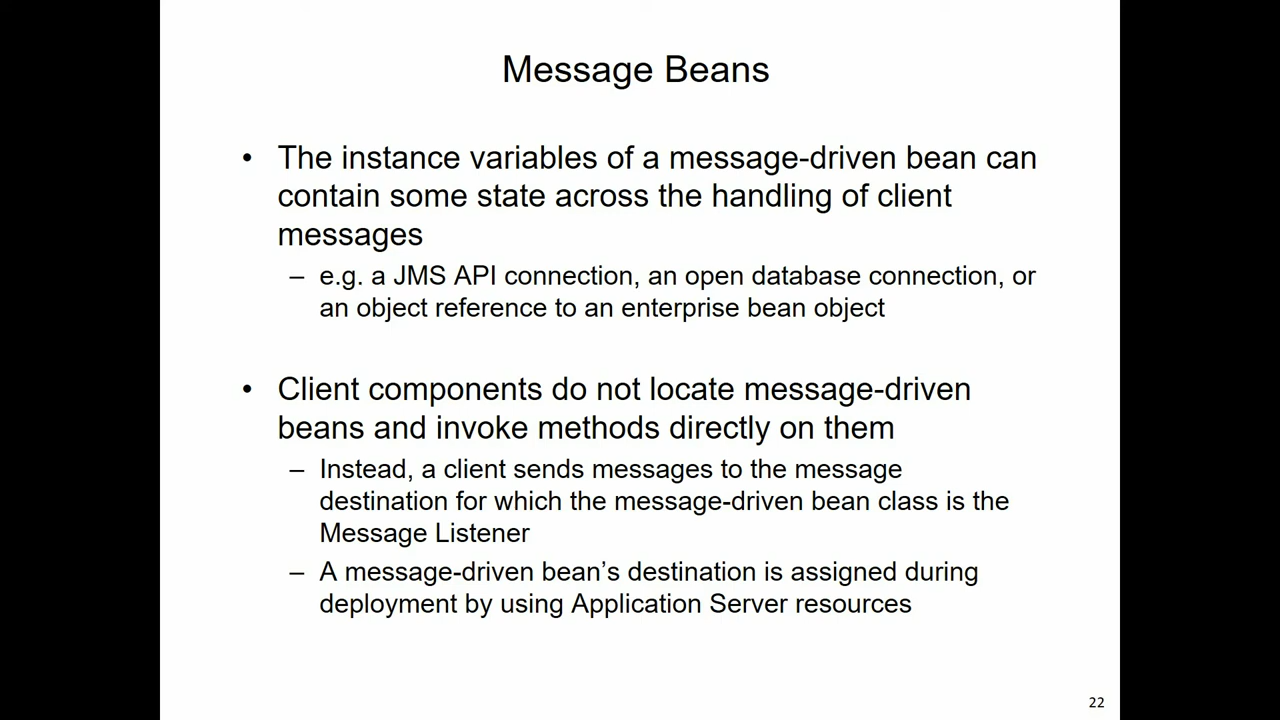 Message Beans
• The instance variables of a message-driven bean can
contain some state across the handling of client
messages
– e.g. a JMS API connection, an open database connection, or
an object reference to an enterprise bean object
• Client components do not locate message-driven
beans and invoke methods directly on them
– Instead, a client sends messages to the message
destination for which the message-driven bean class is the
Message Listener
– A message-driven bean’s destination is assigned during
deployment by using Application Server resources
22